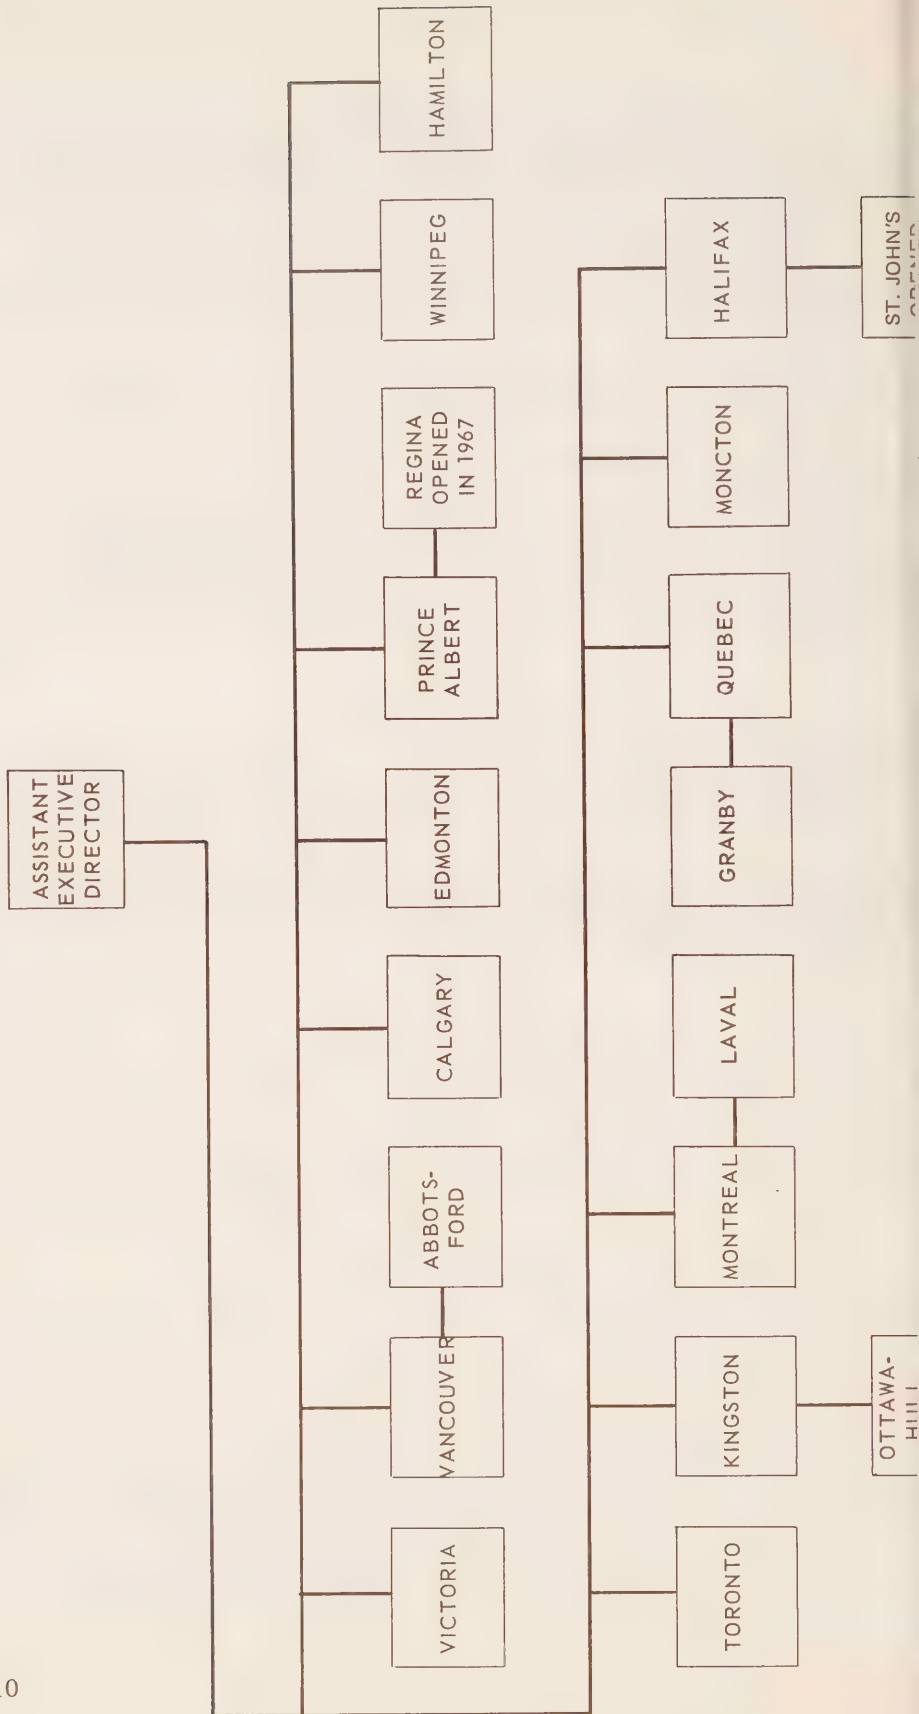 ASSISTANT
EXECUTIVE
DIRECTOR
VICTORIA
VANCOUVER
ABBOTS-
FORD
CALGARY
EDMONTON
PRINCE
ALBERT
REGINA
OPENED
IN 1967
WINNIPEG
HAMILTON
TORONTO
KINGSTON
MONTREAL
LAVAL
GRANBY
QUEBEC
MONCTON
HALIFAX
OTTAWA-
ST. JOHN'S